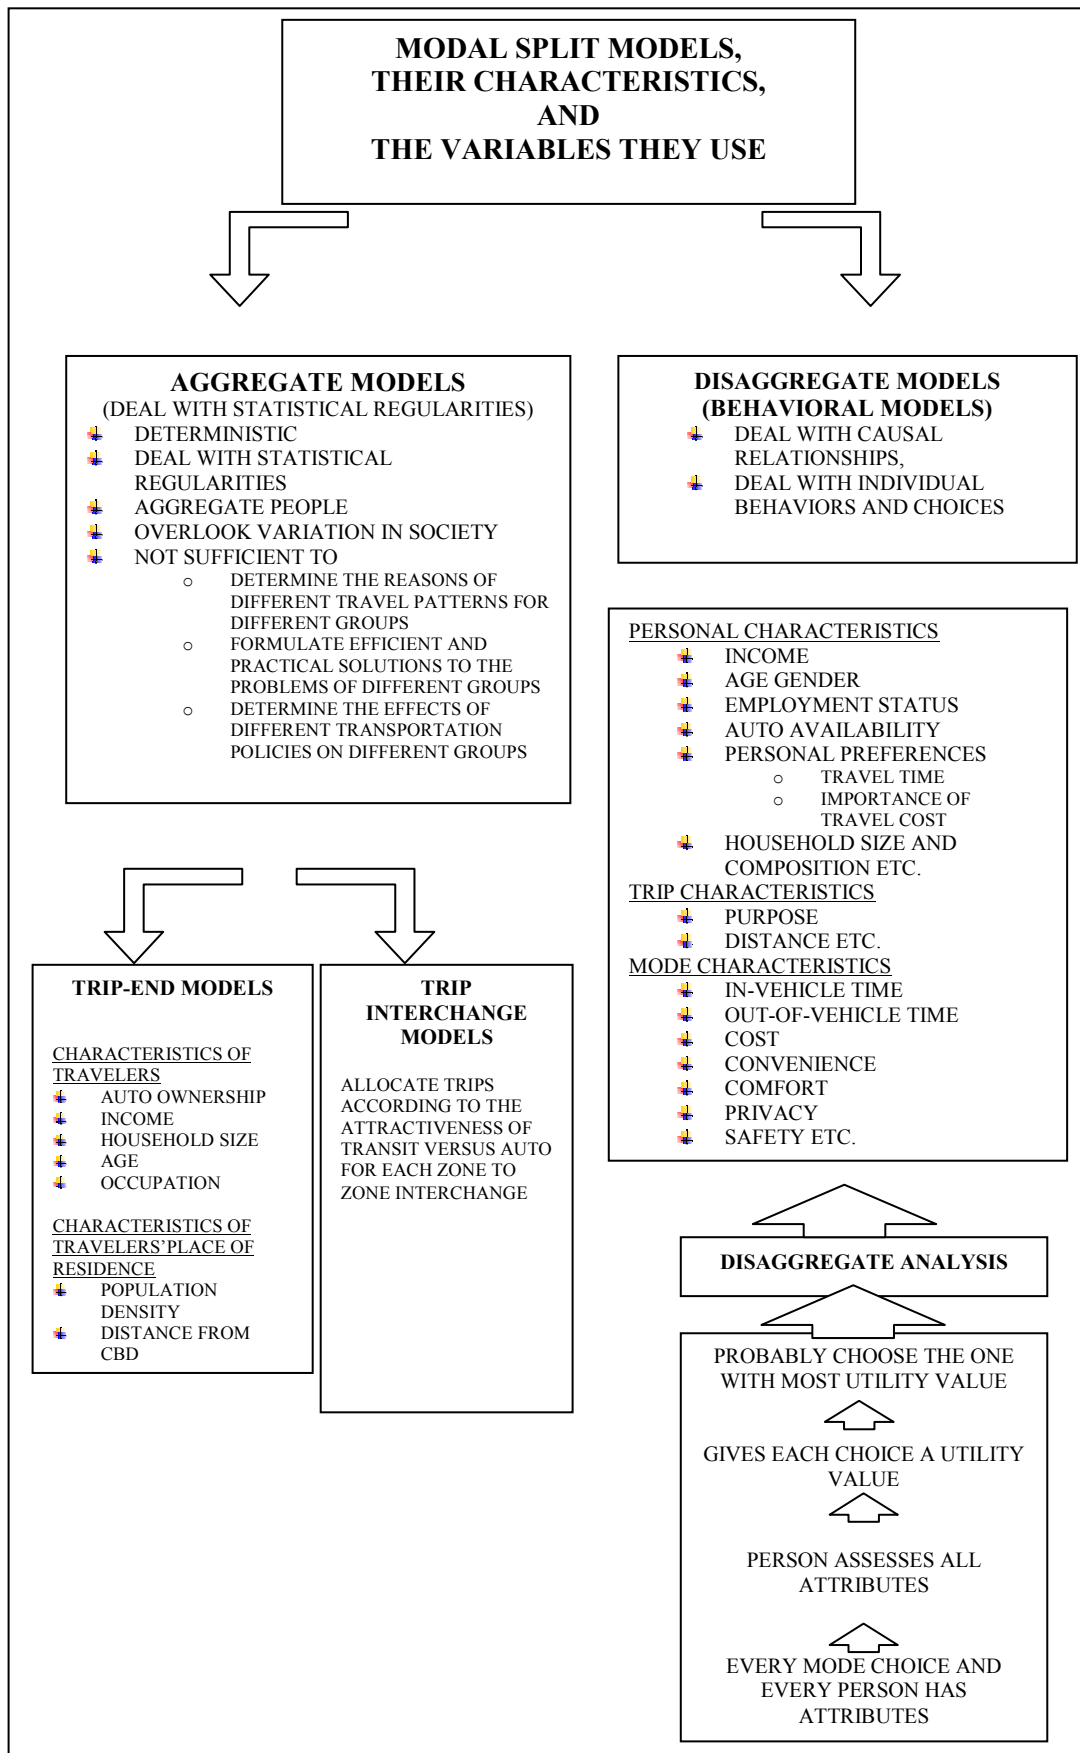 MODAL SPLIT MODELS,
THEIR CHARACTERISTICS,
AND
THE VARIABLES THEY USE
AGGREGATE MODELS
(DEAL WITH STATISTICAL REGULARITIES)
DETERMINISTIC
DEAL WITH STATISTICAL
REGULARITIES
AGGREGATE PEOPLE
OVERLOOK VARIATION IN SOCIETY
NOT SUFFICIENT TO
o DETERMINE THE REASONS OF
DIFFERENT TRAVEL PATTERNS FOR
DIFFERENT GROUPS
o FORMULATE EFFICIENT AND
PRACTICAL SOLUTIONS TO THE
PROBLEMS OF DIFFERENT GROUPS
o DETERMINE THE EFFECTS OF
DIFFERENT TRANSPORTATION
POLICIES ON DIFFERENT GROUPS
DISAGGREGATE MODELS
(BEHAVIORAL MODELS)
DEAL WITH CAUSAL
RELATIONSHIPS,
DEAL WITH INDIVIDUAL
BEHAVIORS AND CHOICES
PERSONAL CHARACTERISTICS
INCOME
AGE GENDER
EMPLOYMENT STATUS
AUTO AVAILABILITY
PERSONAL PREFERENCES
o TRAVEL TIME
o IMPORTANCE OF
TRAVEL COST
HOUSEHOLD SIZE AND
COMPOSITION ETC.
TRIP CHARACTERISTICS
PURPOSE
DISTANCE ETC.
MODE CHARACTERISTICS
IN-VEHICLE TIME
OUT-OF-VEHICLE TIME
COST
CONVENIENCE
COMFORT
PRIVACY
SAFETY ETC.
TRIP-END MODELS
CHARACTERISTICS OF
TRAVELERS
AUTO OWNERSHIP
INCOME
HOUSEHOLD SIZE
AGE
OCCUPATION
CHARACTERISTICS OF
TRAVELERS'PLACE OF
RESIDENCE
POPULATION
DENSITY
DISTANCE FROM
CBD
TRIP
INTERCHANGE
MODELS
ALLOCATE TRIPS
ACCORDING TO THE
ATTRACTIVENESS OF
TRANSIT VERSUS AUTO
FOR EACH ZONE TO
ZONE INTERCHANGE
DISAGGREGATE ANALYSIS
PROBABLY CHOOSE THE ONE
WITH MOST UTILITY VALUE
GIVES EACH CHOICE A UTILITY
VALUE
PERSON ASSESSES ALL
ATTRIBUTES
EVERY MODE CHOICE AND
EVERY PERSON HAS
ATTRIBUTES